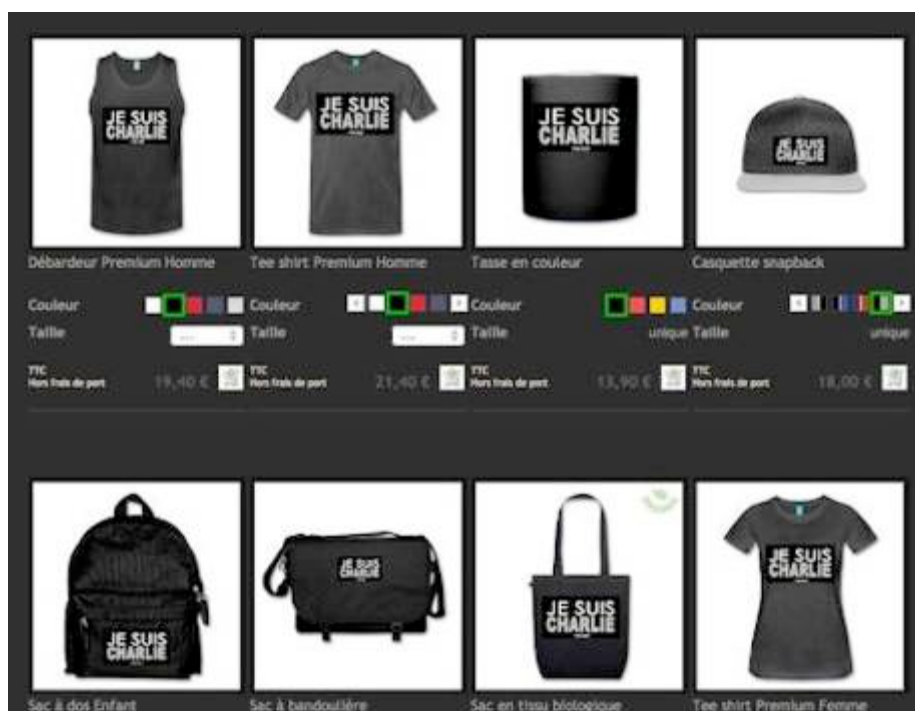 JE SUIS
CHARLIE
JE SUIS
CHARLIE
JE SUIS
CHARLIE
JE SUIS
CHARLIE
Débardeur Premium Homme
Tee shirt Premium Homme
Tasse en couleur
Casquette snapback
Couleur
Couleur
Couleur
Couleur
Taille
Taille
Taille
unique
Taille
unique
TTC
Hors frais de port
19,40 €
TTC
Hors frais de port
21,40 €
TTC
Hors frais de port
13,90 €
TTC
Hors frais de port
18,00 €
JE SUIS
CHARLIE
JE SUIS
CHARLIE
JE SUIS
CHARLIE
JE SUIS
CHARLIE
Sac à dos Enfant
Sac à bandoulière
Sac en tissu biologique
Tee shirt Premium Femme